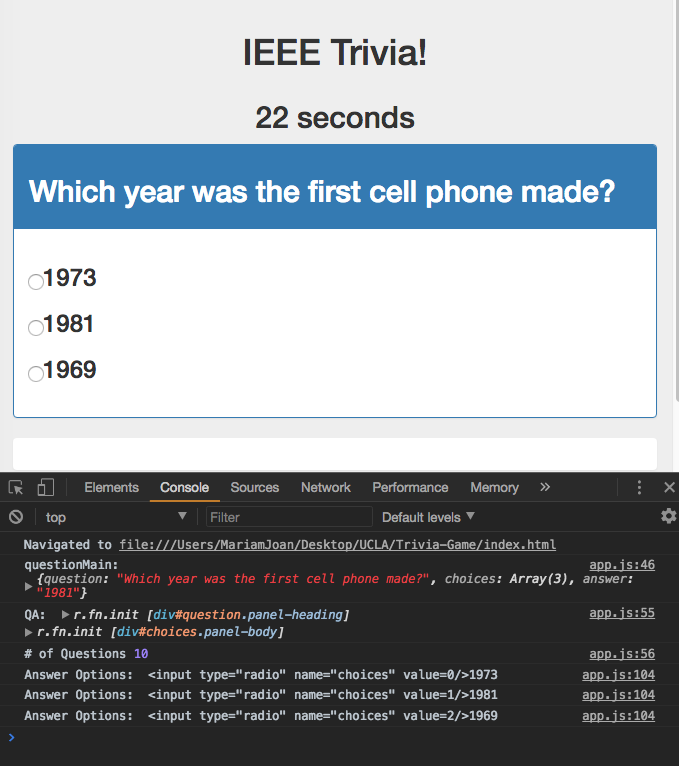 IEEE Trivia!
22 seconds
Which year was the first cell phone made?
1973
1981
1969
Elements Console Sources Network Performance Memory »
top Filter Default levels
Navigated to file:///Users/MariamJoan/Desktop/UCLA/Trivia-Game/index.html
questionMain: app.js:46
{question: "Which year was the first cell phone made?", choices: Array(3), answer:
"1981"}
QA: r.fn.init [div#question.panel-heading] app.js:55
r.fn.init [div#choices.panel-body]
# of Questions 10 app.js:56
Answer Options: <input type="radio" name="choices" value=0/>1973 app.js:104
Answer Options: <input type="radio" name="choices" value=1/>1981 app.js:104
Answer Options: <input type="radio" name="choices" value=2/>1969 app.js:104
>